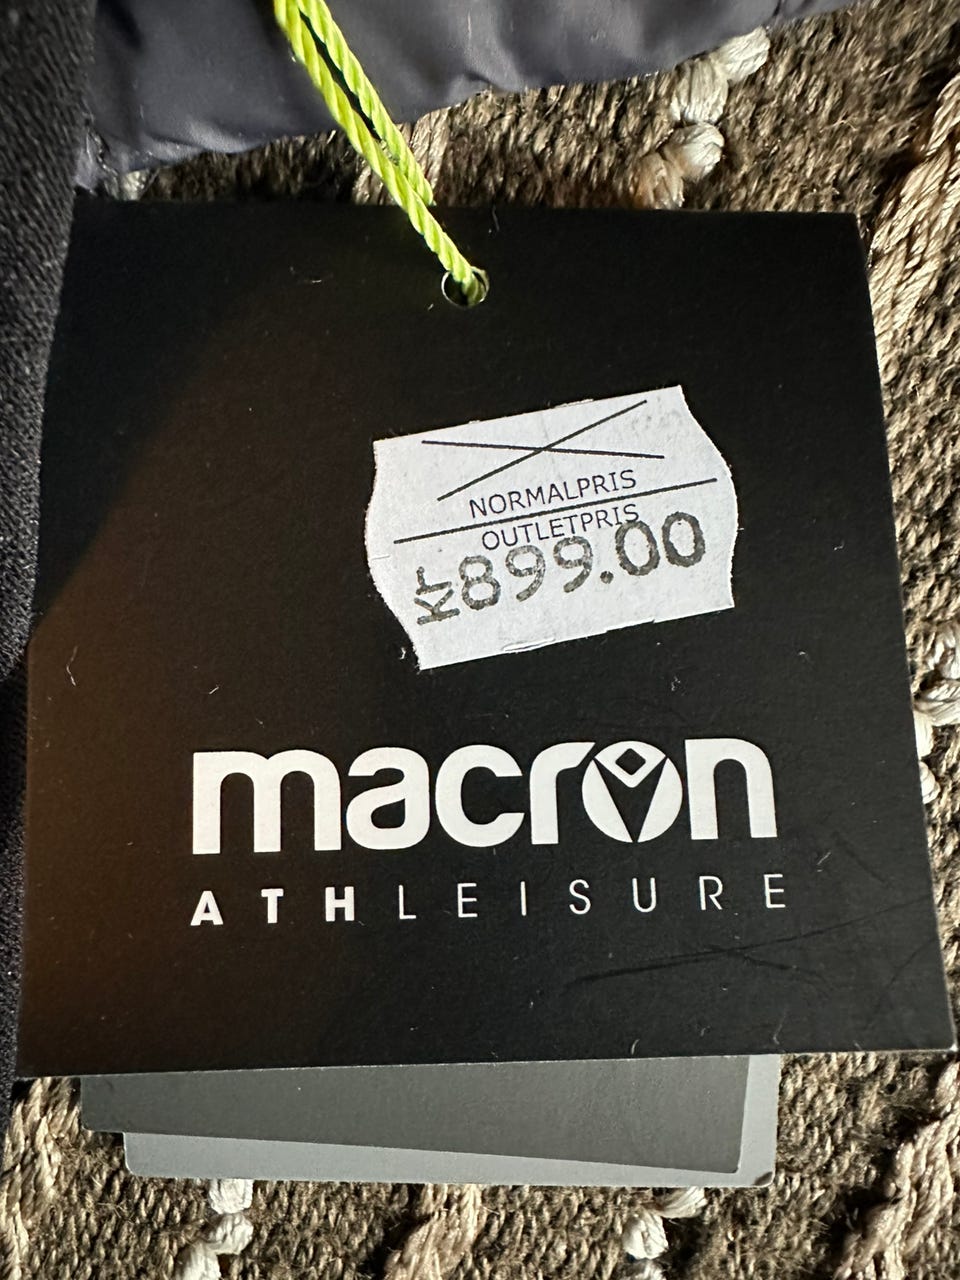 NORMALPRIS
OUTLETPRIS
kr899.00
macron
ATHLEISURE